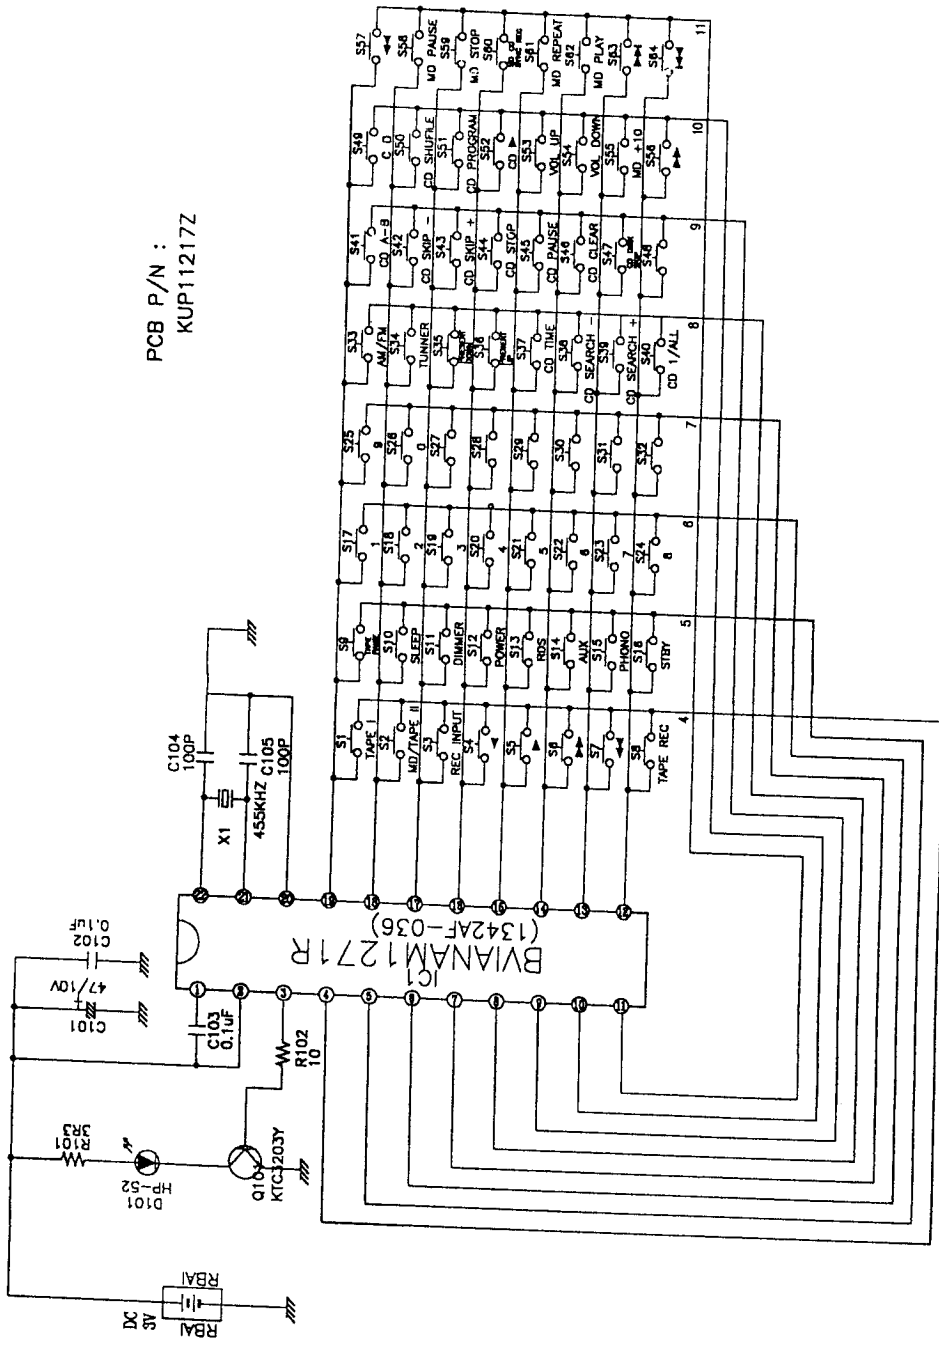 PCB P/N :
KUP11217Z
S57
S58
MD PAUSE
S59
MD STOP
S60
S61
MD REPEAT
S62
MD PLAY
S63
S64
11
S49
C D
S50
CD SHUFILE
S51
CD PROGRAM
S52
CD
S53
VOL UP
S54
VOL DOWN
S55
MD +10
S56
10
S41
CD A-B
S42
CD SKIP -
S43
CD SKIP +
S44
CD STOP
S45
CD PAUSE
S46
CD CLEAR
S47
S48
9
S33
AM/FM
S34
TUNNER
S35
DOWN
S36
UP
S37
CD TIME
S38
CD SEARCH -
S39
CD SEARCH +
S40
CD 1/ALL
8
S25
9
S26
0
S27
S28
S29
S30
S31
S32
7
S17
1
S18
2
S19
3
S20
4
S21
5
S22
6
S23
7
S24
8
6
S9
S10
SLEEP
S11
DIMMER
S12
POWER
S13
RDS
S14
AUX
S15
PHONO
S16
STBY
5
S1
TAPE I
S2
MD/TAPE II
S3
REC INPUT
S4
S5
S6
S7
S8
TAPE REC
4
C104
100P
C105
100P
X1
455KHZ
22
21
20
19
18
17
16
15
14
13
12
BVIANAM1271R
(1342AF-036)
IC1
1
2
3
4
5
6
7
8
9
10
11
C102
0.1uF
C101
47/10V
C103
0.1uF
R102
10
R101
3R3
D101
HP-52
Q101
KTC3203Y
DC
3V
RBAI
RBAI